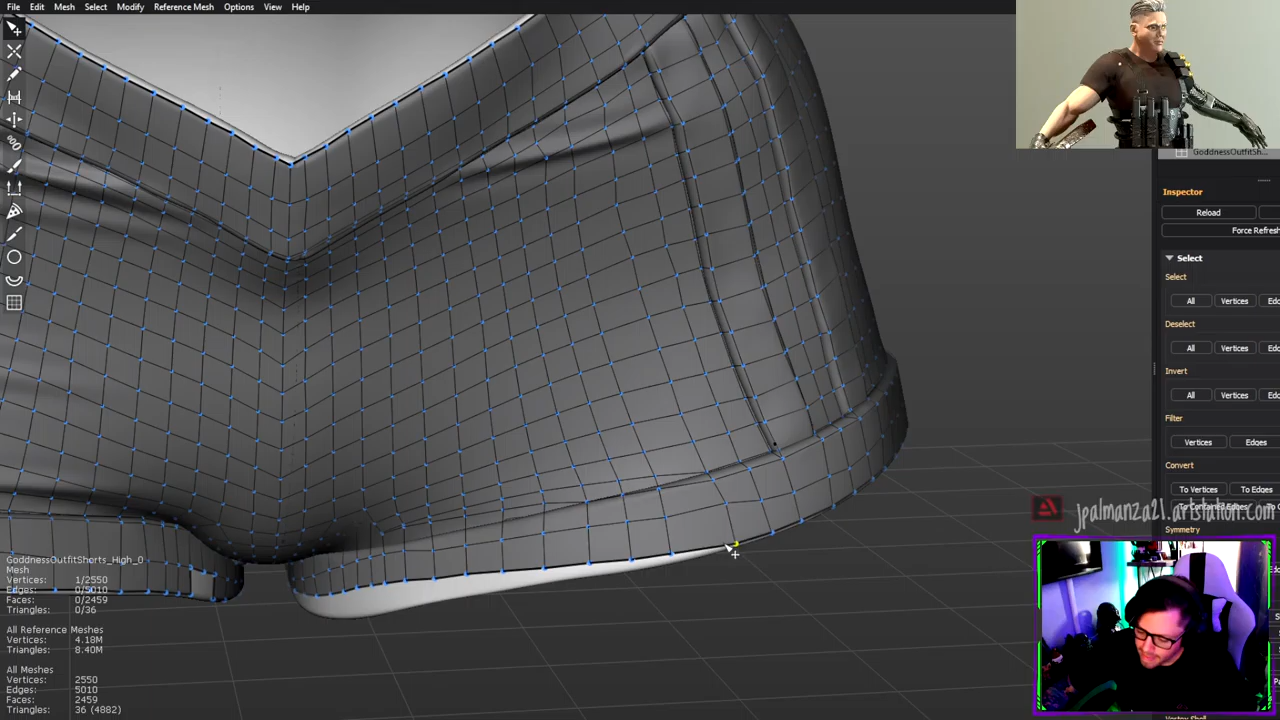 File Edit Mesh Select Modify Reference Mesh Options View Help
GoddnessOutfitSh...
Inspector
Reload
Force Refresh
Select
Select
All Vertices
Deselect
All Vertices
Invert
All Vertices
Filter
Vertices Edges
Convert
To Vertices To Edges
jpalmanza21.artstation.com
Symmetry
GoddnessOutfitShorts_High_0
Mesh
Vertices: 1/2550
Edges: 0/5010
Faces: 0/2459
Triangles: 0/36
All Reference Meshes
Vertices: 4.18M
Triangles: 8.40M
All Meshes
Vertices: 2550
Edges: 5010
Faces: 2459
Triangles: 36 (4882)